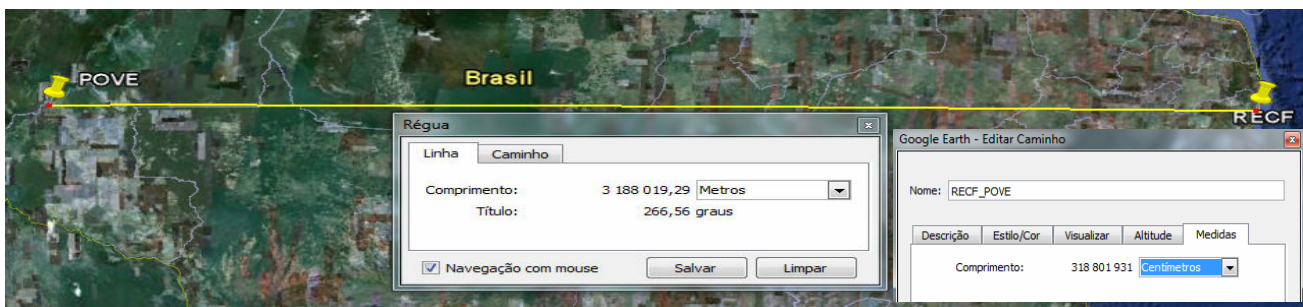 POVE
Brasil
RECF
Régua
Linha Caminho
Comprimento: 3 188 019,29 Metros
Título: 266,56 graus
Navegação com mouse Salvar Limpar
Google Earth - Editar Caminho
Nome: RECF_POVE
Descrição Estilo/Cor Visualizar Altitude Medidas
Comprimento: 318 801 931 Centímetros